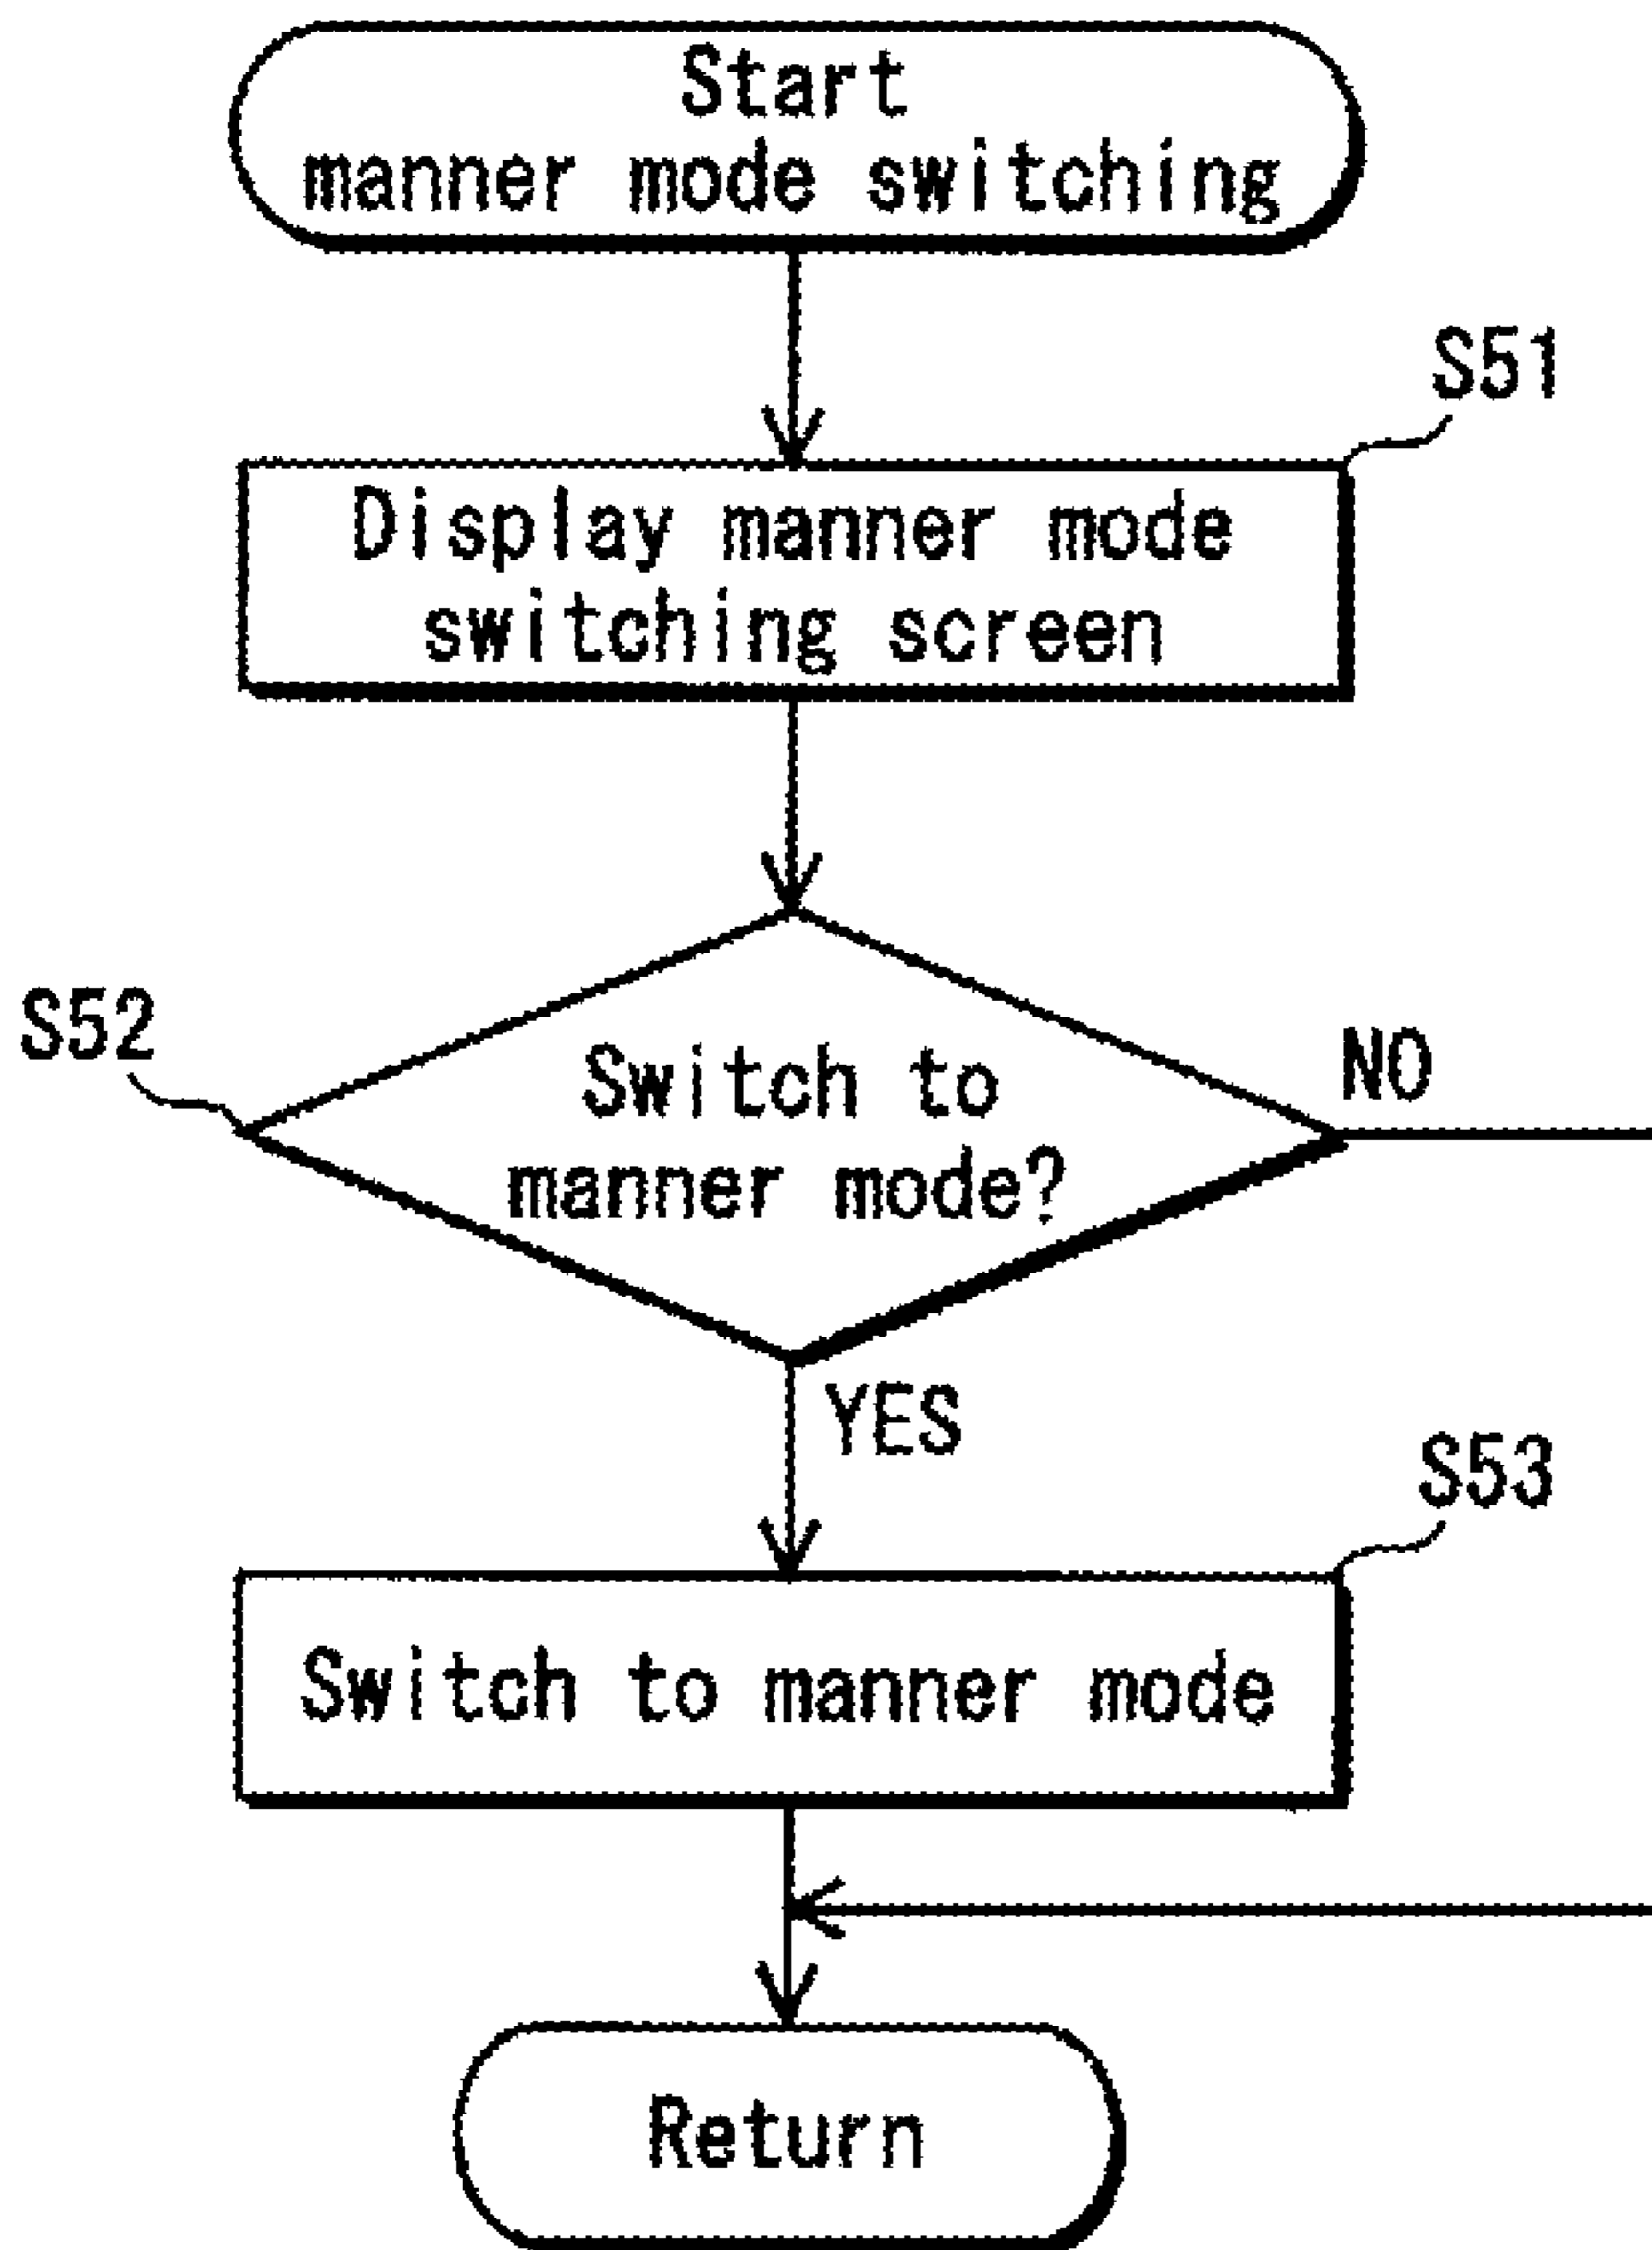 Start
manner mode switching
S51
Display manner mode
switching screen
S52
Switch to
manner mode?
NO
YES
S53
Switch to manner mode
Return